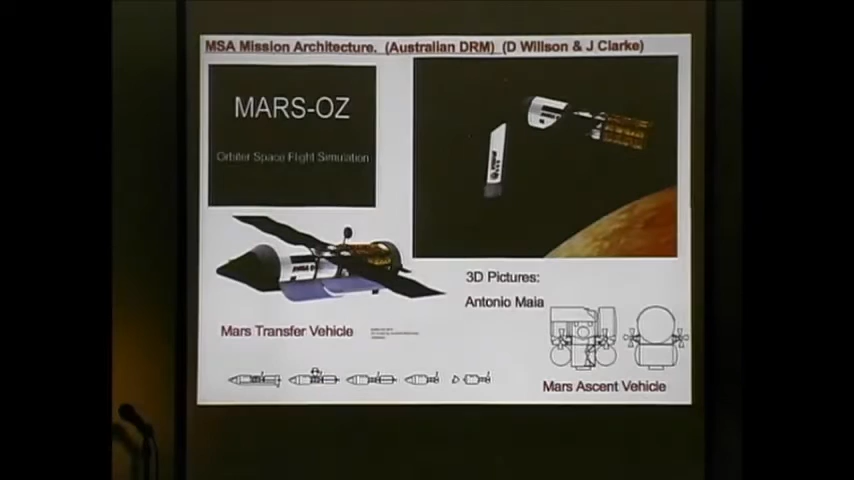 MSA Mission Architecture. (Australian DRM) (D Willson & J Clarke)
MARS-OZ
Orbiter Space Flight Simulation
3D Pictures:
Antonio Maia
Mars Transfer Vehicle
Mars Ascent Vehicle